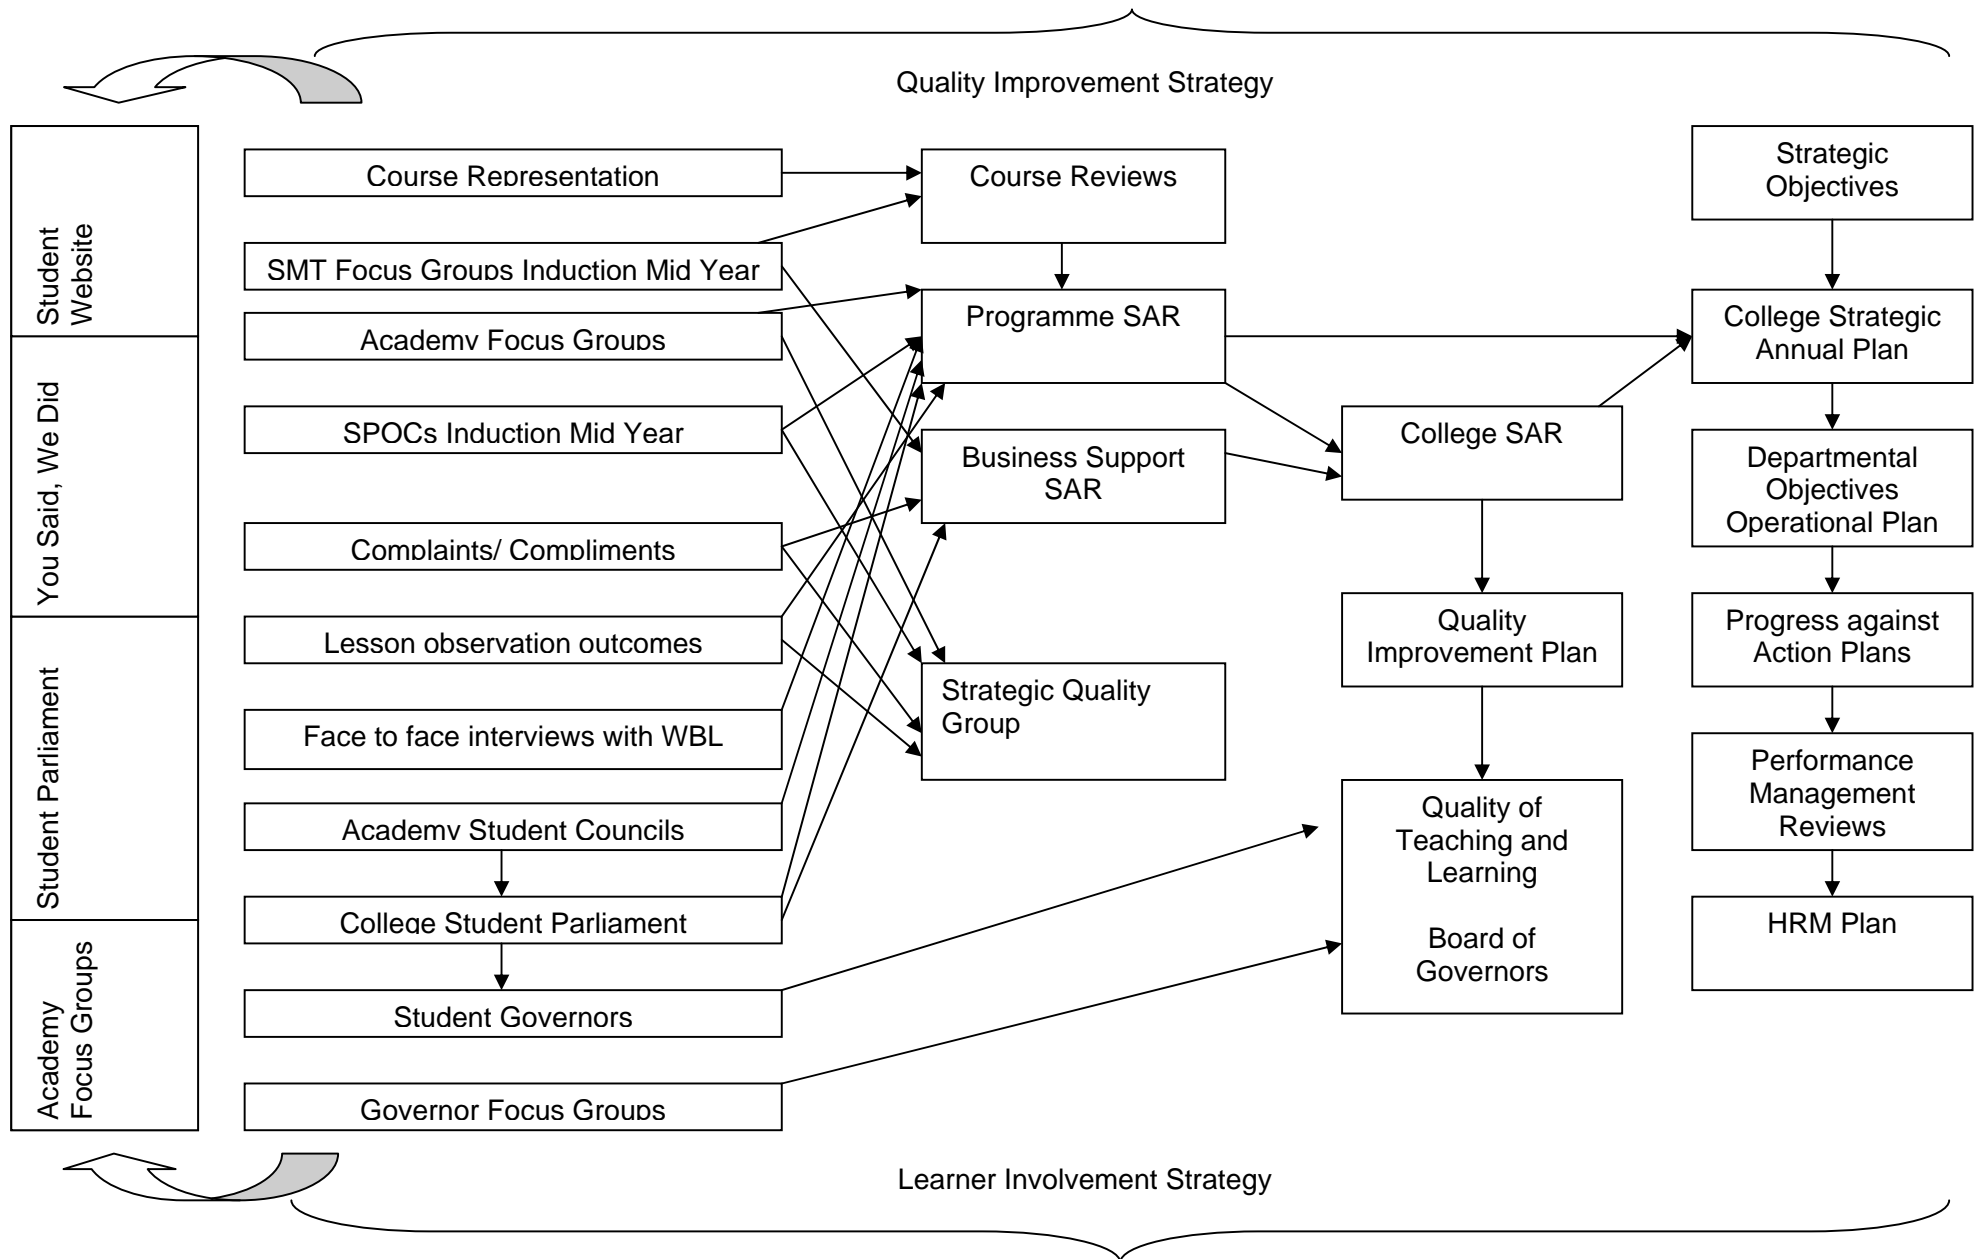 Quality Improvement Strategy
Student
Website
You Said, We Did
Student Parliament
Academy
Focus Groups
Course Representation
SMT Focus Groups Induction Mid Year
Academy Focus Groups
SPOCs Induction Mid Year
Complaints/ Compliments
Lesson observation outcomes
Face to face interviews with WBL
Academy Student Councils
College Student Parliament
Student Governors
Governor Focus Groups
Course Reviews
Programme SAR
Business Support
SAR
Strategic Quality
Group
College SAR
Quality
Improvement Plan
Quality of
Teaching and
Learning
Board of
Governors
Strategic
Objectives
College Strategic
Annual Plan
Departmental
Objectives
Operational Plan
Progress against
Action Plans
Performance
Management
Reviews
HRM Plan
Learner Involvement Strategy